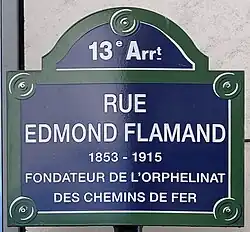 13e Arrt
RUE
EDMOND FLAMAND
1853 - 1915
FONDATEUR DE L'ORPHELINAT
DES CHEMINS DE FER